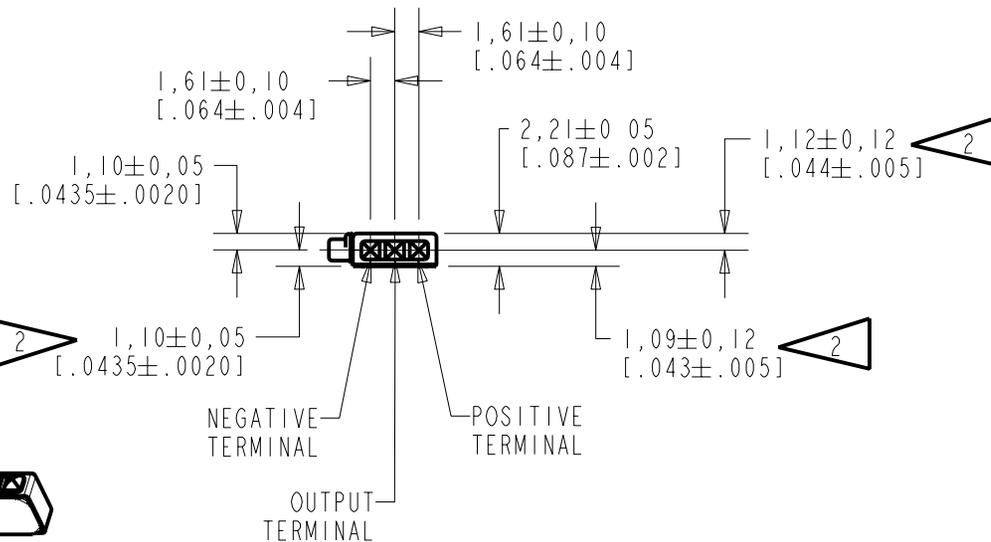 1,61±0,10
[.064±.004]
1,61±0,10
[.064±.004]
2,21±0 05
[.087±.002]
1,12±0,12
[.044±.005]
2
1,10±0,05
[.0435±.0020]
2
1,10±0,05
[.0435±.0020]
1,09±0,12
[.043±.005]
2
NEGATIVE
TERMINAL
POSITIVE
TERMINAL
OUTPUT
TERMINAL